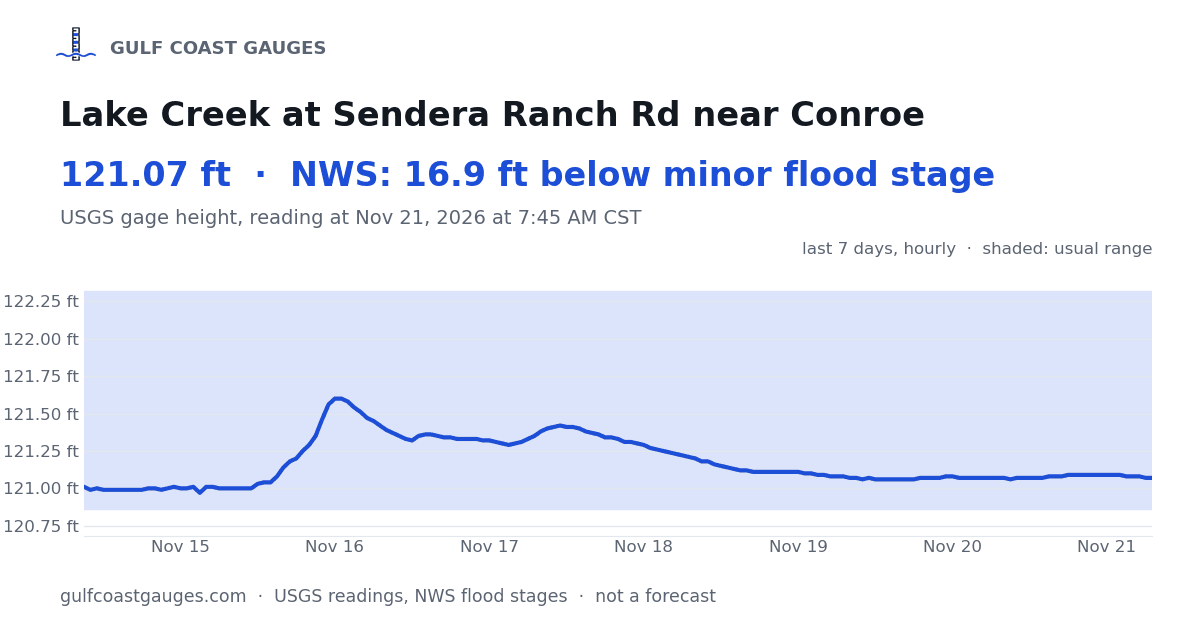 GULF COAST GAUGES
Lake Creek at Sendera Ranch Rd near Conroe
121.07 ft · NWS: 16.9 ft below minor flood stage
USGS gage height, reading at Nov 21, 2026 at 7:45 AM CST
last 7 days, hourly · shaded: usual range
122.25 ft
122.00 ft
121.75 ft
121.50 ft
121.25 ft
121.00 ft
120.75 ft
Nov 15 Nov 16 Nov 17 Nov 18 Nov 19 Nov 20 Nov 21
gulfcoastgauges.com · USGS readings, NWS flood stages · not a forecast